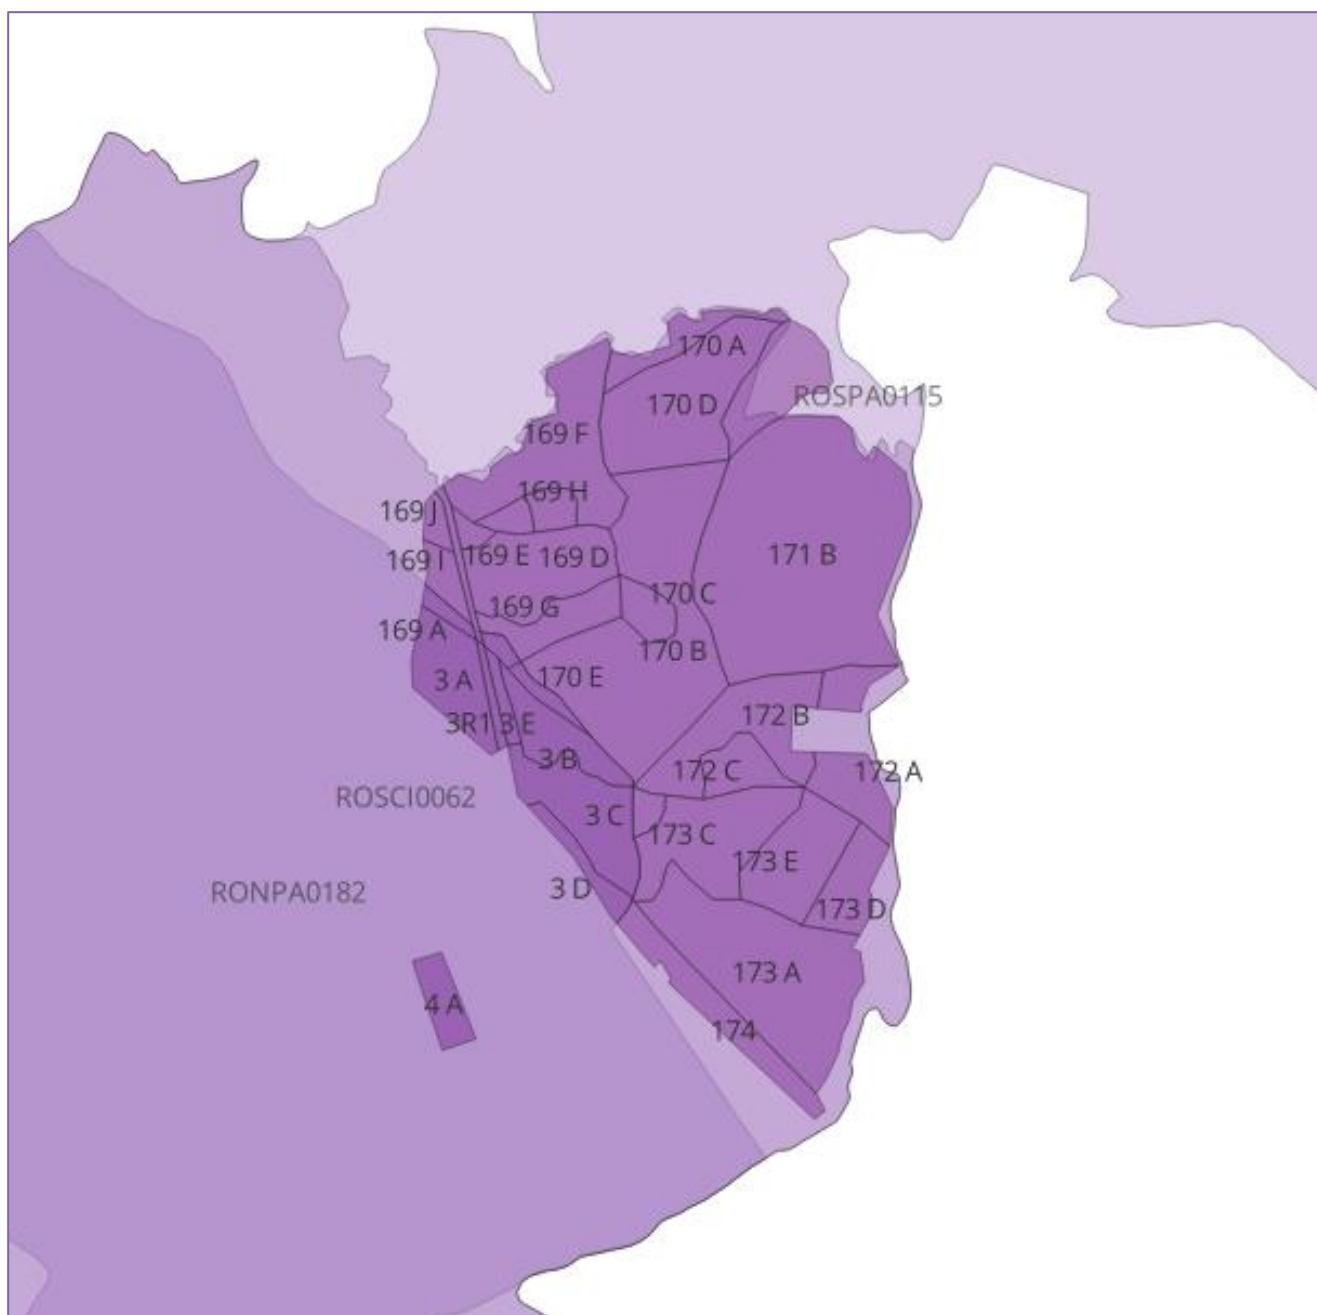 170 A
ROSPA0115
170 D
169 F
169 H
169 J
169 I
169 E
169 D
171 B
170 C
169 G
169 A
170 B
170 E
3 A
3R1
3 E
172 B
3 B
172 C
172 A
ROSCI0062
3 C
173 C
173 E
3 D
RONPA0182
173 D
173 A
4 A
174